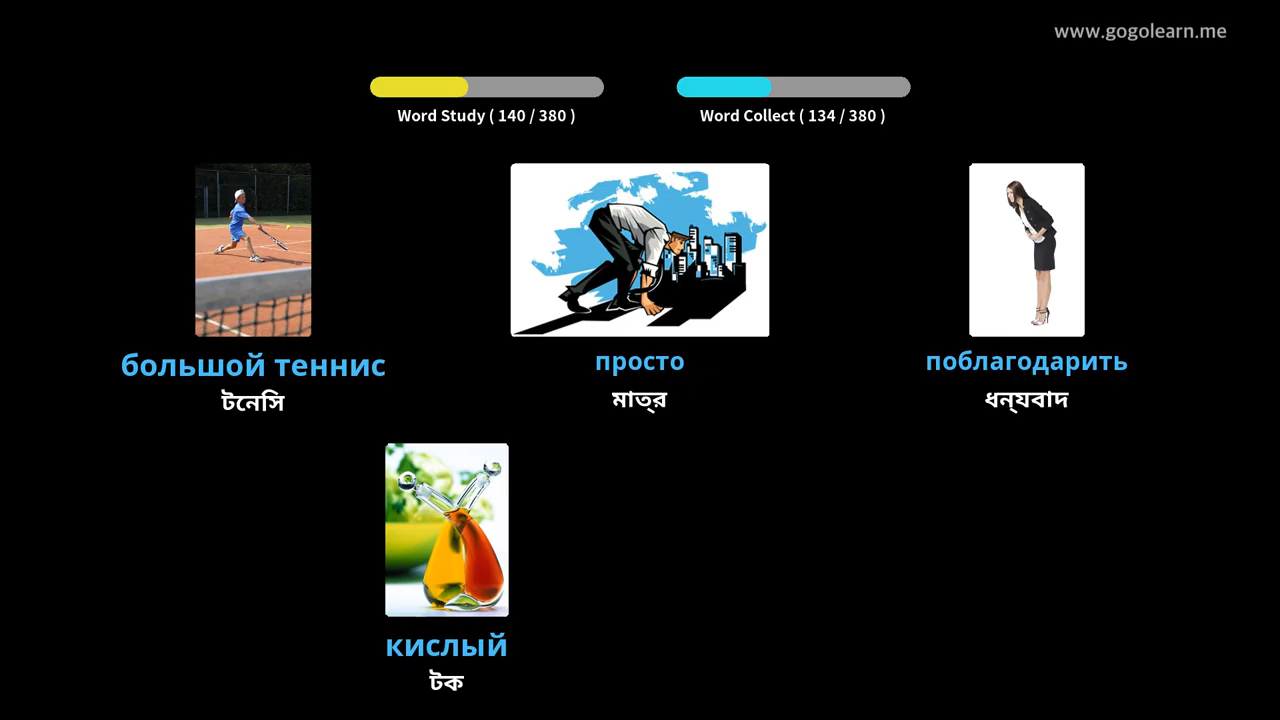 www.gogolearn.me
Word Study ( 140 / 380 )
Word Collect ( 134 / 380 )
большой теннис
টেনিস
просто
মাত্র
поблагодарить
ধন্যবাদ
кислый
টক